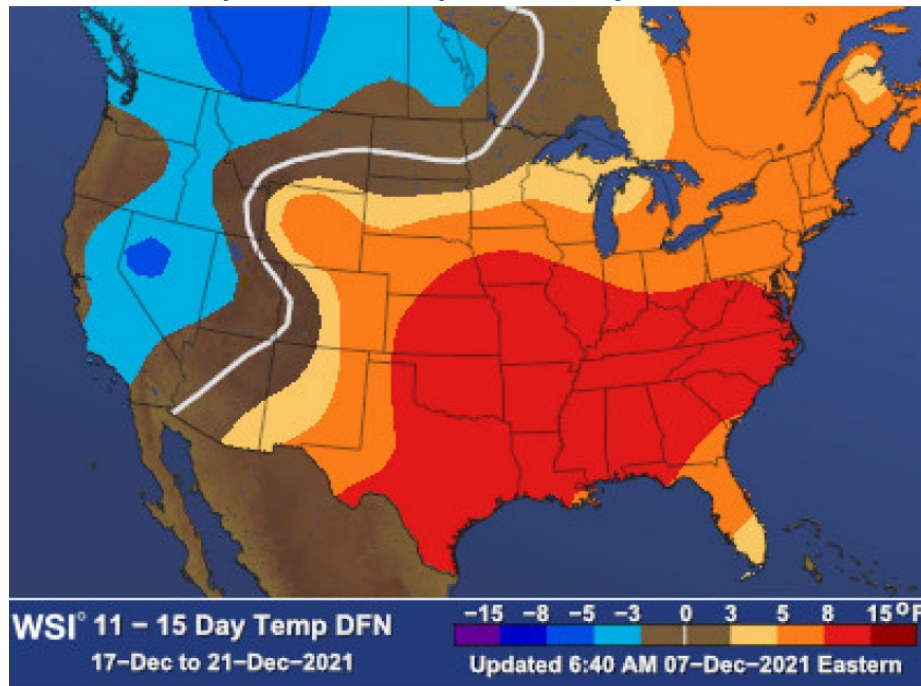 WSI° 11 – 15 Day Temp DFN
17–Dec to 21–Dec–2021
–15 –8 –5 –3 0 3 5 8 15°F
Updated 6:40 AM 07–Dec–2021 Eastern